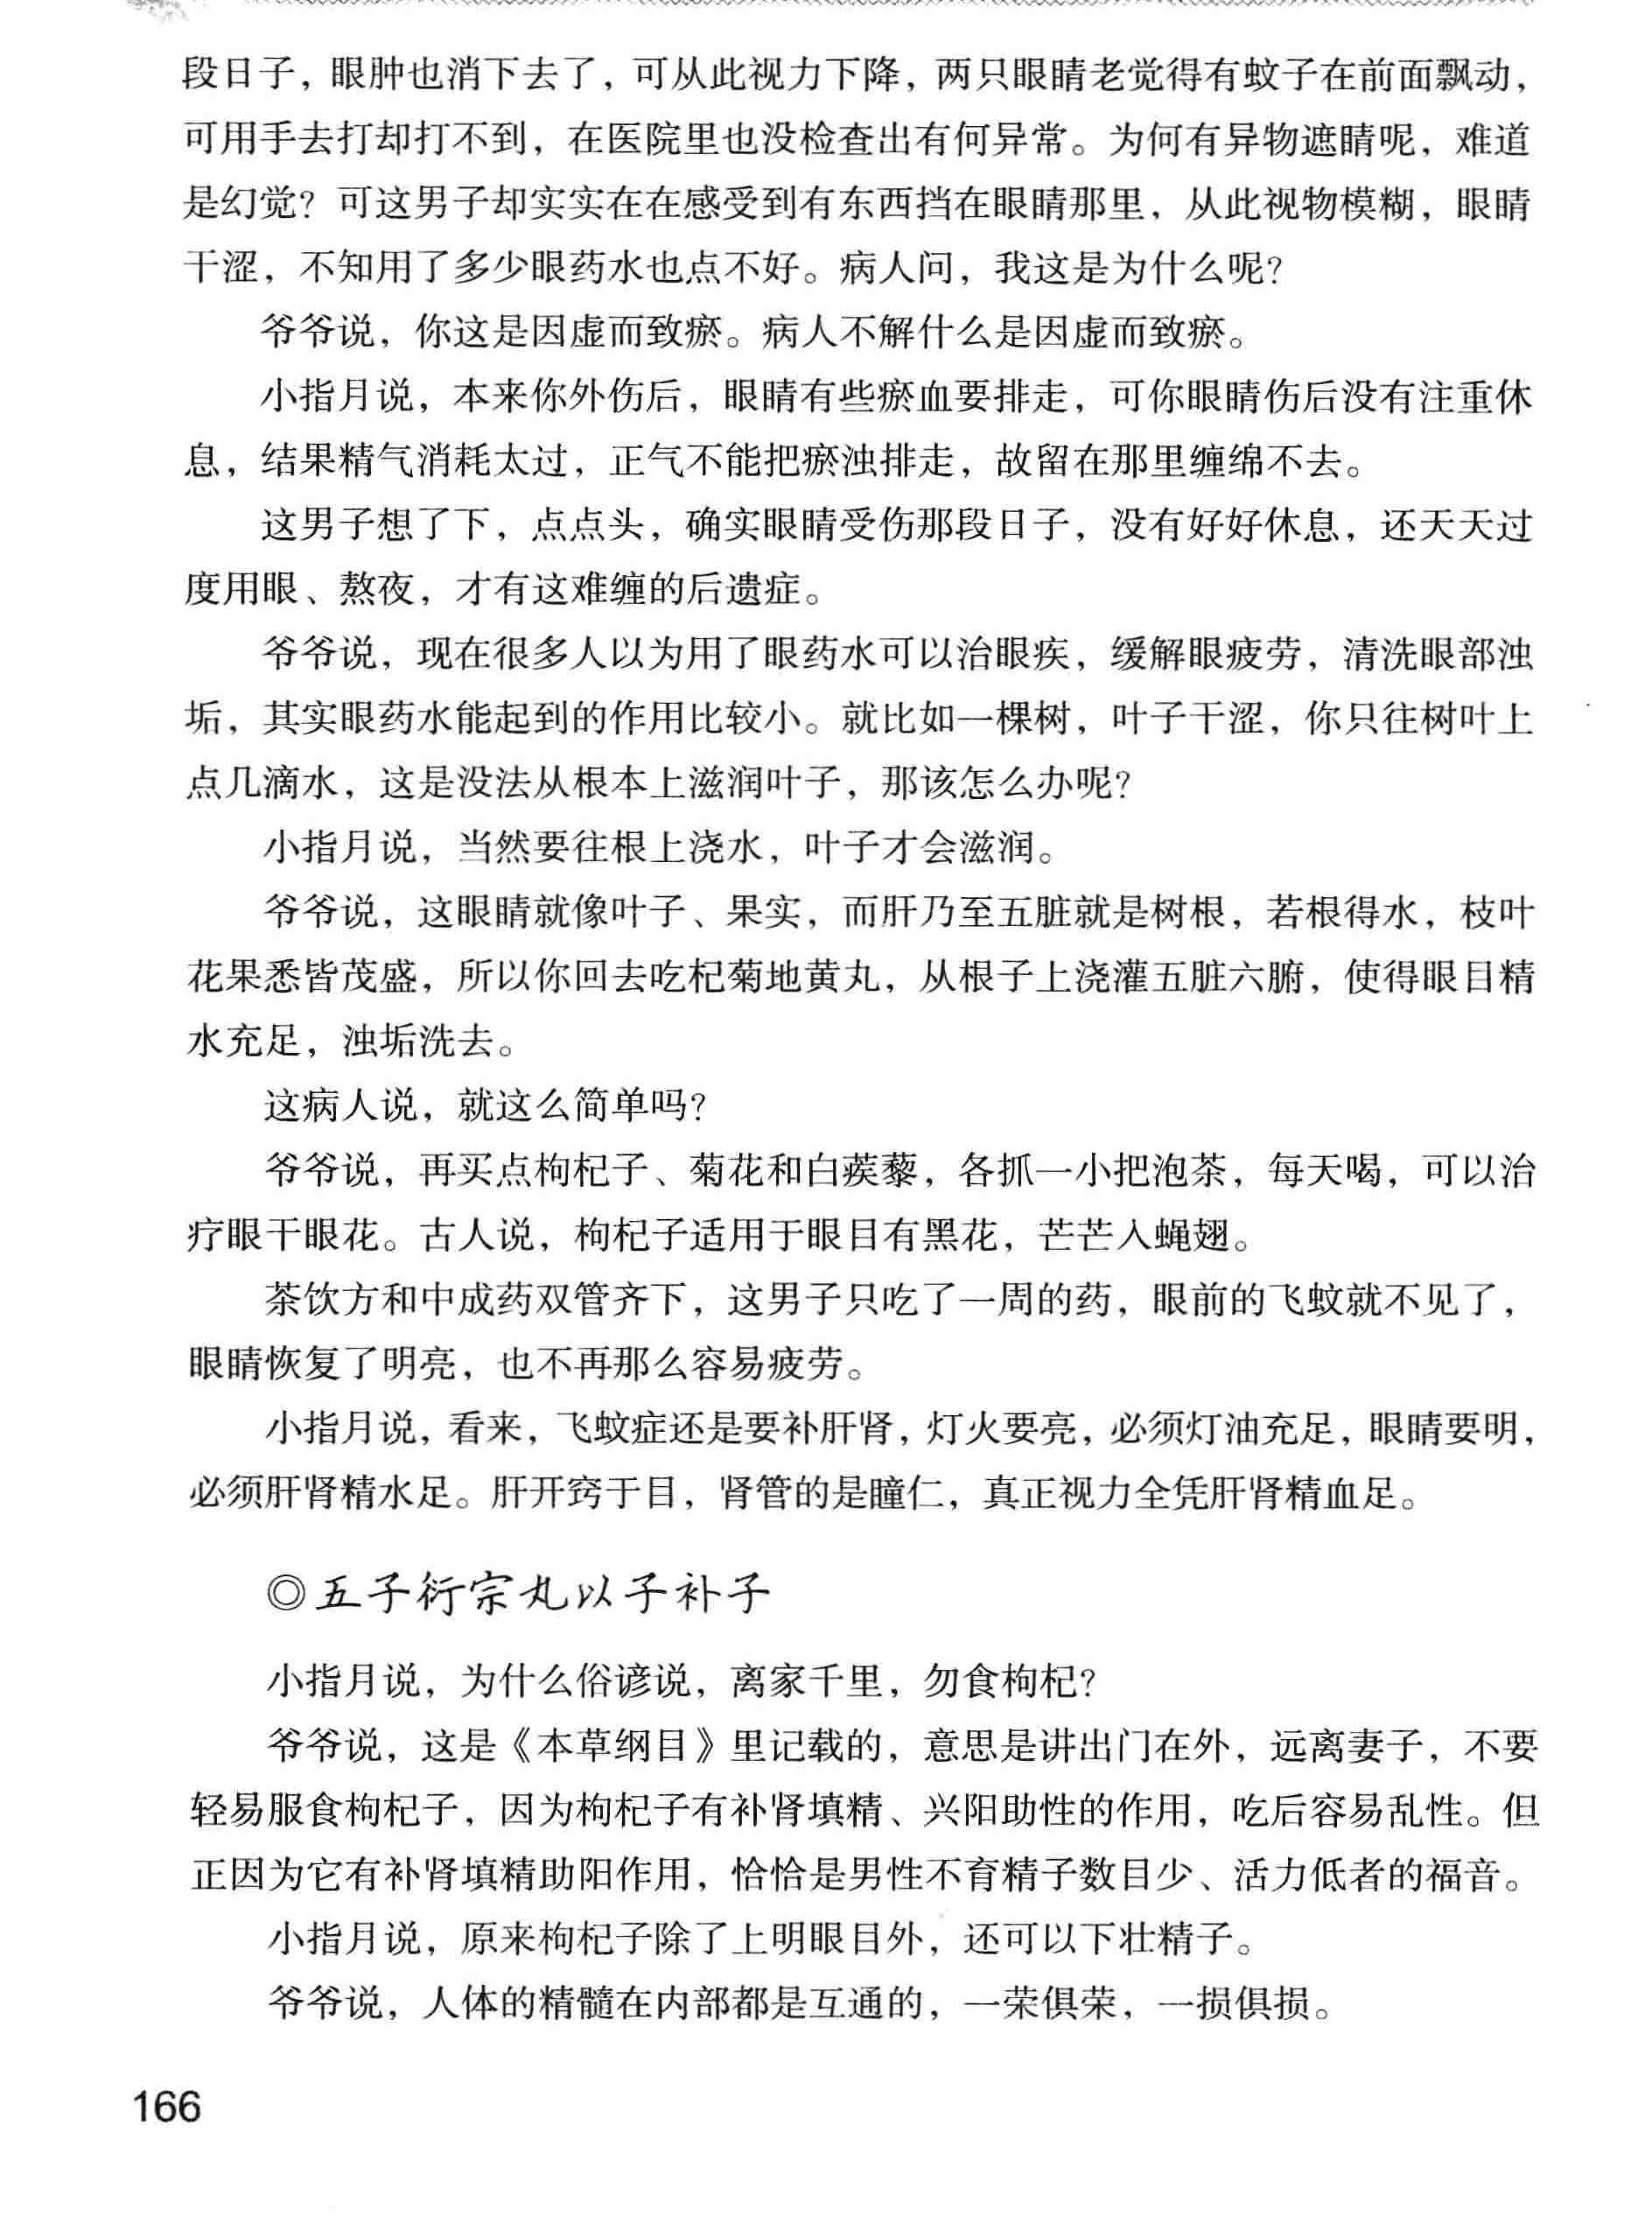 段日子，眼肿也消下去了，可从此视力下降，两只眼睛老觉得有蚊子在前面飘动，
可用手去打却打不到，在医院里也没检查出有何异常。为何有异物遮睛呢，难道
是幻觉？可这男子却实实在在感受到有东西挡在眼睛那里，从此视物模糊，眼睛
干涩，不知用了多少眼药水也点不好。病人问，我这是为什么呢？
爷爷说，你这是因虚而致瘀。病人不解什么是因虚而致瘀。
小指月说，本来你外伤后，眼睛有些瘀血要排走，可你眼睛伤后没有注重休
息，结果精气消耗太过，正气不能把瘀浊排走，故留在那里缠绵不去。
这男子想了下，点点头，确实眼睛受伤那段日子，没有好好休息，还天天过
度用眼、熬夜，才有这难缠的后遗症。
爷爷说，现在很多人以为用了眼药水可以治眼疾，缓解眼疲劳，清洗眼部浊
垢，其实眼药水能起到的作用比较小。就比如一棵树，叶子干涩，你只往树叶上
点几滴水，这是没法从根本上滋润叶子，那该怎么办呢？
小指月说，当然要往根上浇水，叶子才会滋润。
爷爷说，这眼睛就像叶子、果实，而肝乃至五脏就是树根，若根得水，枝叶
花果悉皆茂盛，所以你回去吃杞菊地黄丸，从根子上浇灌五脏六腑，使得眼目精
水充足，浊垢洗去。
这病人说，就这么简单吗？
爷爷说，再买点枸杞子、菊花和白蒺藜，各抓一小把泡茶，每天喝，可以治
疗眼干眼花。古人说，枸杞子适用于眼目有黑花，芒芒入蝇翅。
茶饮方和中成药双管齐下，这男子只吃了一周的药，眼前的飞蚊就不见了，
眼睛恢复了明亮，也不再那么容易疲劳。
小指月说，看来，飞蚊症还是要补肝肾，灯火要亮，必须灯油充足，眼睛要明，
必须肝肾精水足。肝开窍于目，肾管的是瞳仁，真正视力全凭肝肾精血足。
◎五子衍宗丸以子补子
小指月说，为什么俗谚说，离家千里，勿食枸杞？
爷爷说，这是《本草纲目》里记载的，意思是讲出门在外，远离妻子，不要
轻易服食枸杞子，因为枸杞子有补肾填精、兴阳助性的作用，吃后容易乱性。但
正因为它有补肾填精助阳作用，恰恰是男性不育精子数目少、活力低者的福音。
小指月说，原来枸杞子除了上明眼目外，还可以下壮精子。
爷爷说，人体的精髓在内部都是互通的，一荣俱荣，一损俱损。
166